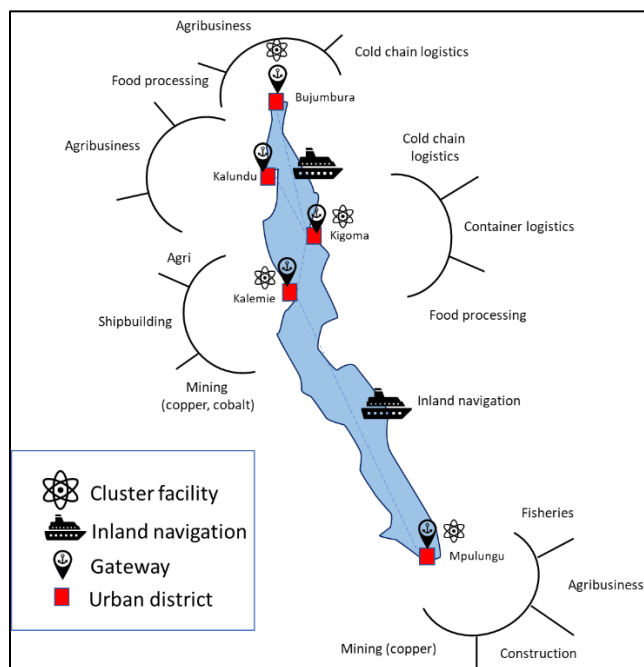 Agribusiness
Cold chain logistics
Food processing
Bujumbura
Agribusiness
Kalundu
Cold chain
logistics
Container logistics
Kigoma
Food processing
Agri
Shipbuilding
Kalemie
Mining
(copper, cobalt)
Inland navigation
Cluster facility
Inland navigation
Gateway
Urban district
Fisheries
Mpulungu
Agribusiness
Mining (copper)
Construction